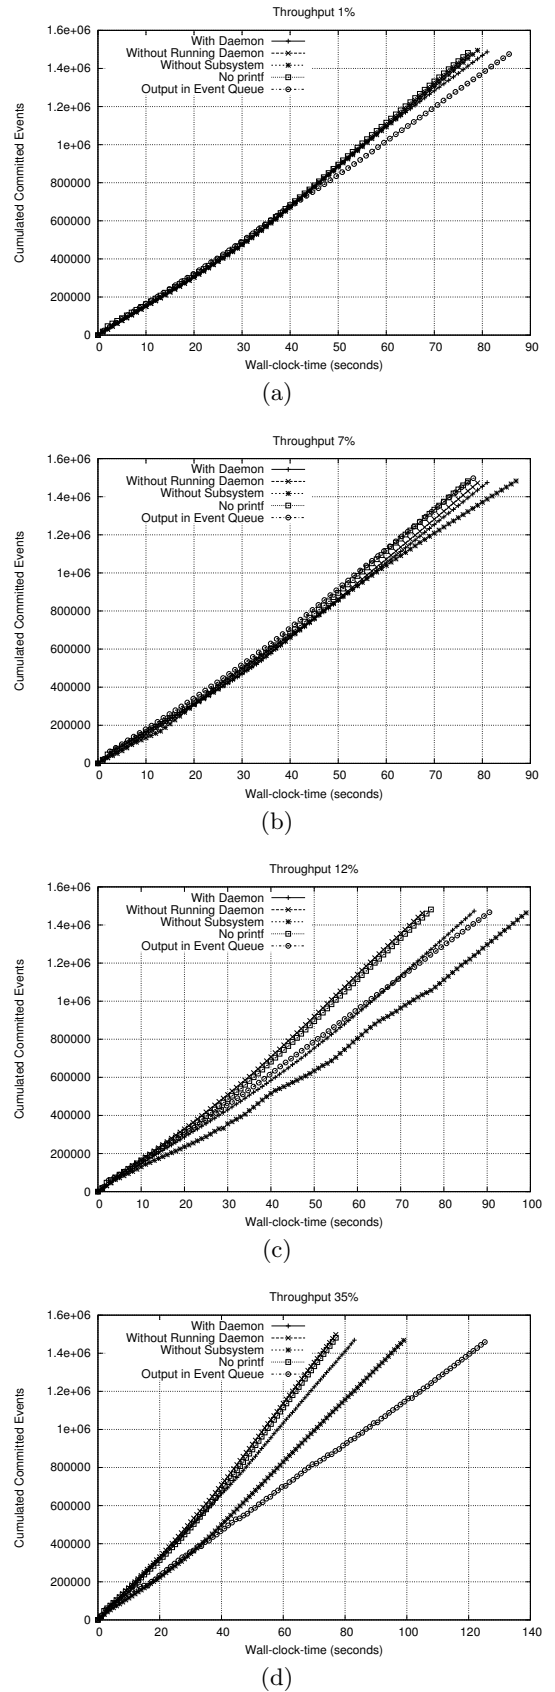 Throughput 1%
1.6e+06
1.4e+06
1.2e+06
1e+06
800000
600000
400000
200000
0
With Daemon
Without Running Daemon
Without Subsystem
No printf
Output in Event Queue
Cumulated Committed Events
0 10 20 30 40 50 60 70 80 90
Wall-clock-time (seconds)
(a)
Throughput 7%
1.6e+06
1.4e+06
1.2e+06
1e+06
800000
600000
400000
200000
0
With Daemon
Without Running Daemon
Without Subsystem
No printf
Output in Event Queue
Cumulated Committed Events
0 10 20 30 40 50 60 70 80 90
Wall-clock-time (seconds)
(b)
Throughput 12%
1.6e+06
1.4e+06
1.2e+06
1e+06
800000
600000
400000
200000
0
With Daemon
Without Running Daemon
Without Subsystem
No printf
Output in Event Queue
Cumulated Committed Events
0 10 20 30 40 50 60 70 80 90 100
Wall-clock-time (seconds)
(c)
Throughput 35%
1.6e+06
1.4e+06
1.2e+06
1e+06
800000
600000
400000
200000
0
With Daemon
Without Running Daemon
Without Subsystem
No printf
Output in Event Queue
Cumulated Committed Events
0 20 40 60 80 100 120 140
Wall-clock-time (seconds)
(d)